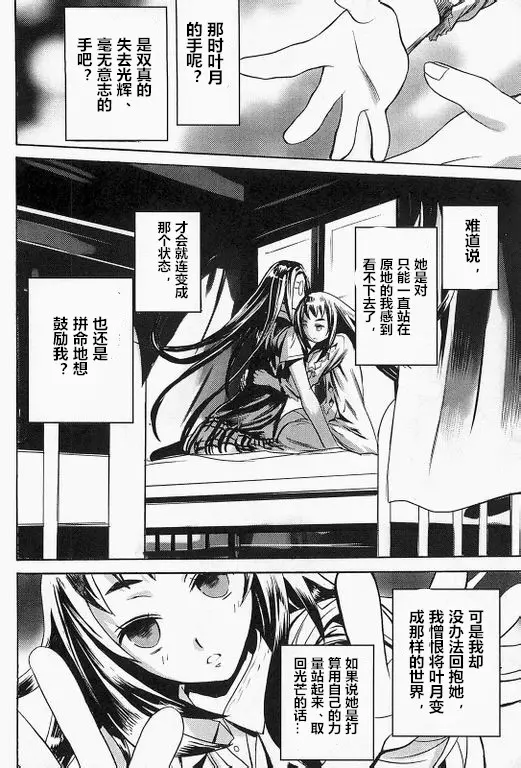 那时叶月
的手呢？
是双真的
失去光辉、
毫无意志的
手吧？
难道说，
她是对
只能一直站在
原地的我感到
看不下去了，
才会就连变成
那个状态，
也还是
拼命地想
鼓励我？
可是我却
没办法回抱她，
我憎恨将叶月变
成那样的世界，
如果说她是打
算用自己的力
量站起来、取
回光芒的话…